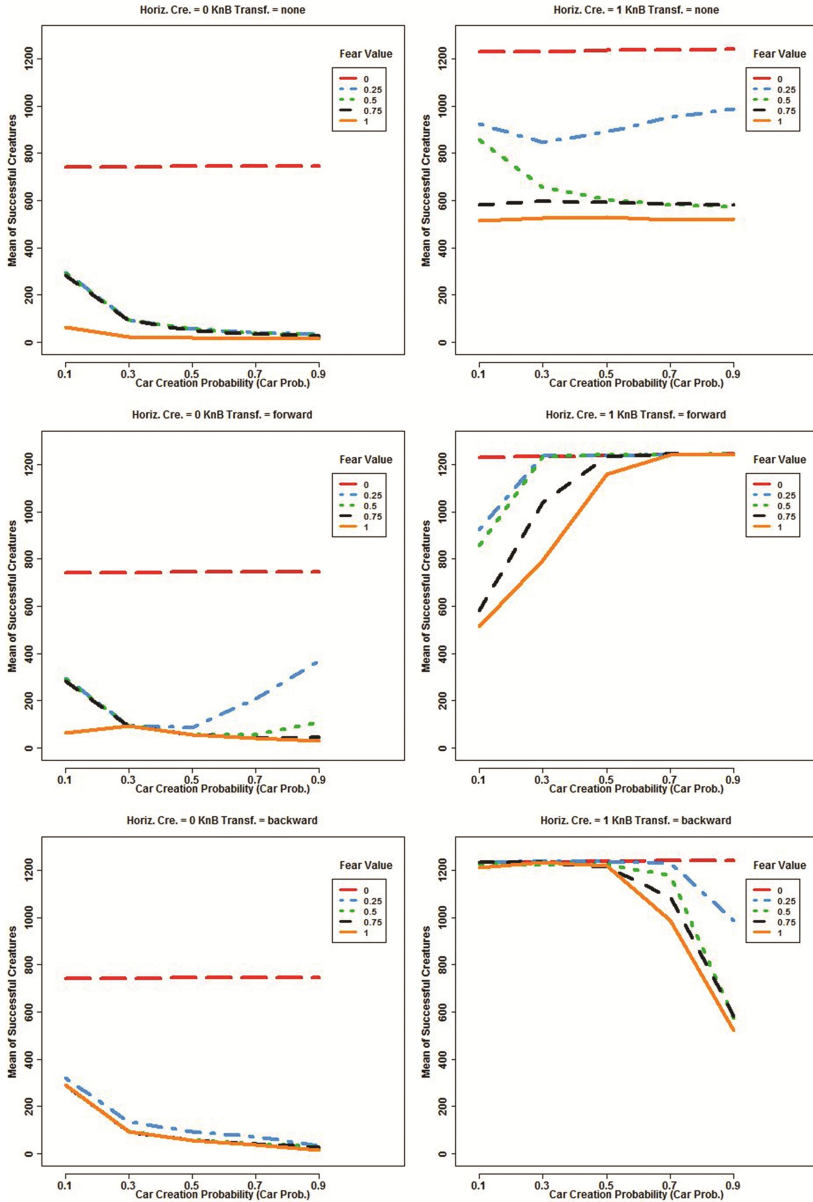 Horiz. Cre. = 0 KnB Transf. = none
Mean of Successful Creatures
1200
1000
800
600
400
200
0
Fear Value
0
0.25
0.5
0.75
1
0.1 0.3 0.5 0.7 0.9
Car Creation Probability (Car Prob.)
Horiz. Cre. = 1 KnB Transf. = none
Mean of Successful Creatures
1200
1000
800
600
400
200
0
Fear Value
0
0.25
0.5
0.75
1
0.1 0.3 0.5 0.7 0.9
Car Creation Probability (Car Prob.)
Horiz. Cre. = 0 KnB Transf. = forward
Mean of Successful Creatures
1200
1000
800
600
400
200
0
Fear Value
0
0.25
0.5
0.75
1
0.1 0.3 0.5 0.7 0.9
Car Creation Probability (Car Prob.)
Horiz. Cre. = 1 KnB Transf. = forward
Mean of Successful Creatures
1200
1000
800
600
400
200
0
Fear Value
0
0.25
0.5
0.75
1
0.1 0.3 0.5 0.7 0.9
Car Creation Probability (Car Prob.)
Horiz. Cre. = 0 KnB Transf. = backward
Mean of Successful Creatures
1200
1000
800
600
400
200
0
Fear Value
0
0.25
0.5
0.75
1
0.1 0.3 0.5 0.7 0.9
Car Creation Probability (Car Prob.)
Horiz. Cre. = 1 KnB Transf. = backward
Mean of Successful Creatures
1200
1000
800
600
400
200
0
Fear Value
0
0.25
0.5
0.75
1
0.1 0.3 0.5 0.7 0.9
Car Creation Probability (Car Prob.)